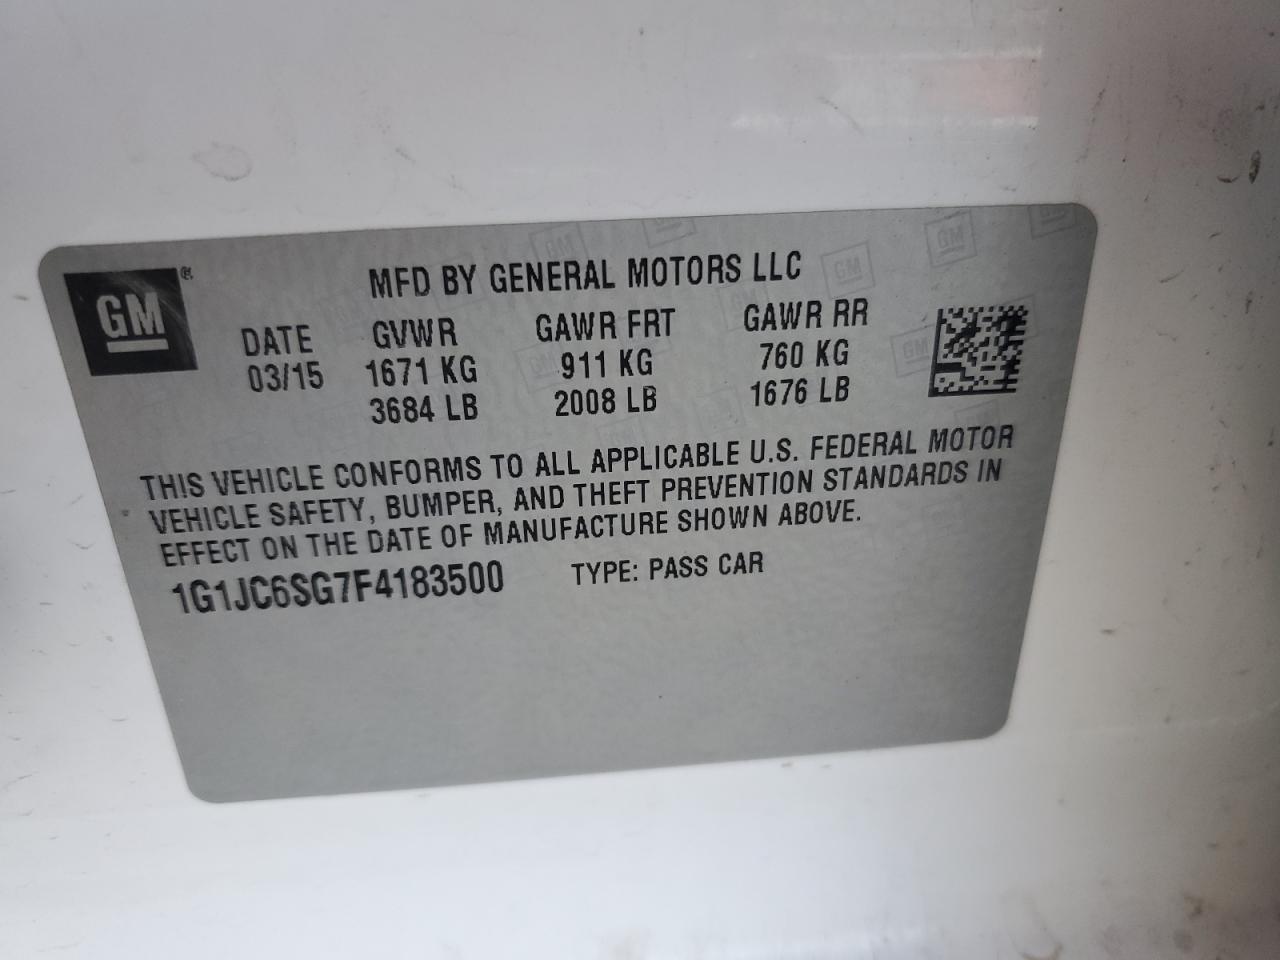 GM®
MFD BY GENERAL MOTORS LLC
DATE GVWR GAWR FRT GAWR RR
03/15 1671 KG 911 KG 760 KG
3684 LB 2008 LB 1676 LB
THIS VEHICLE CONFORMS TO ALL APPLICABLE U.S. FEDERAL MOTOR
VEHICLE SAFETY, BUMPER, AND THEFT PREVENTION STANDARDS IN
EFFECT ON THE DATE OF MANUFACTURE SHOWN ABOVE.
1G1JC6SG7F4183500 TYPE: PASS CAR